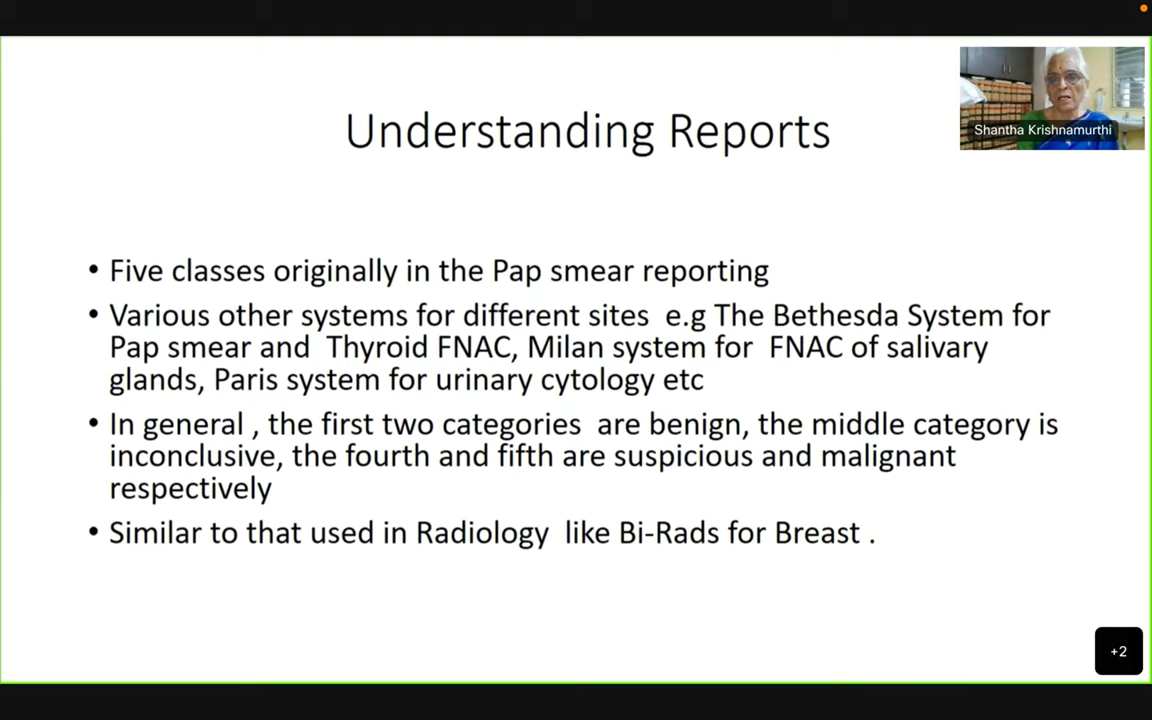 Understanding Reports
Shantha Krishnamurthi
• Five classes originally in the Pap smear reporting
• Various other systems for different sites e.g The Bethesda System for
Pap smear and Thyroid FNAC, Milan system for FNAC of salivary
glands, Paris system for urinary cytology etc
• In general , the first two categories are benign, the middle category is
inconclusive, the fourth and fifth are suspicious and malignant
respectively
• Similar to that used in Radiology like Bi-Rads for Breast .
+2